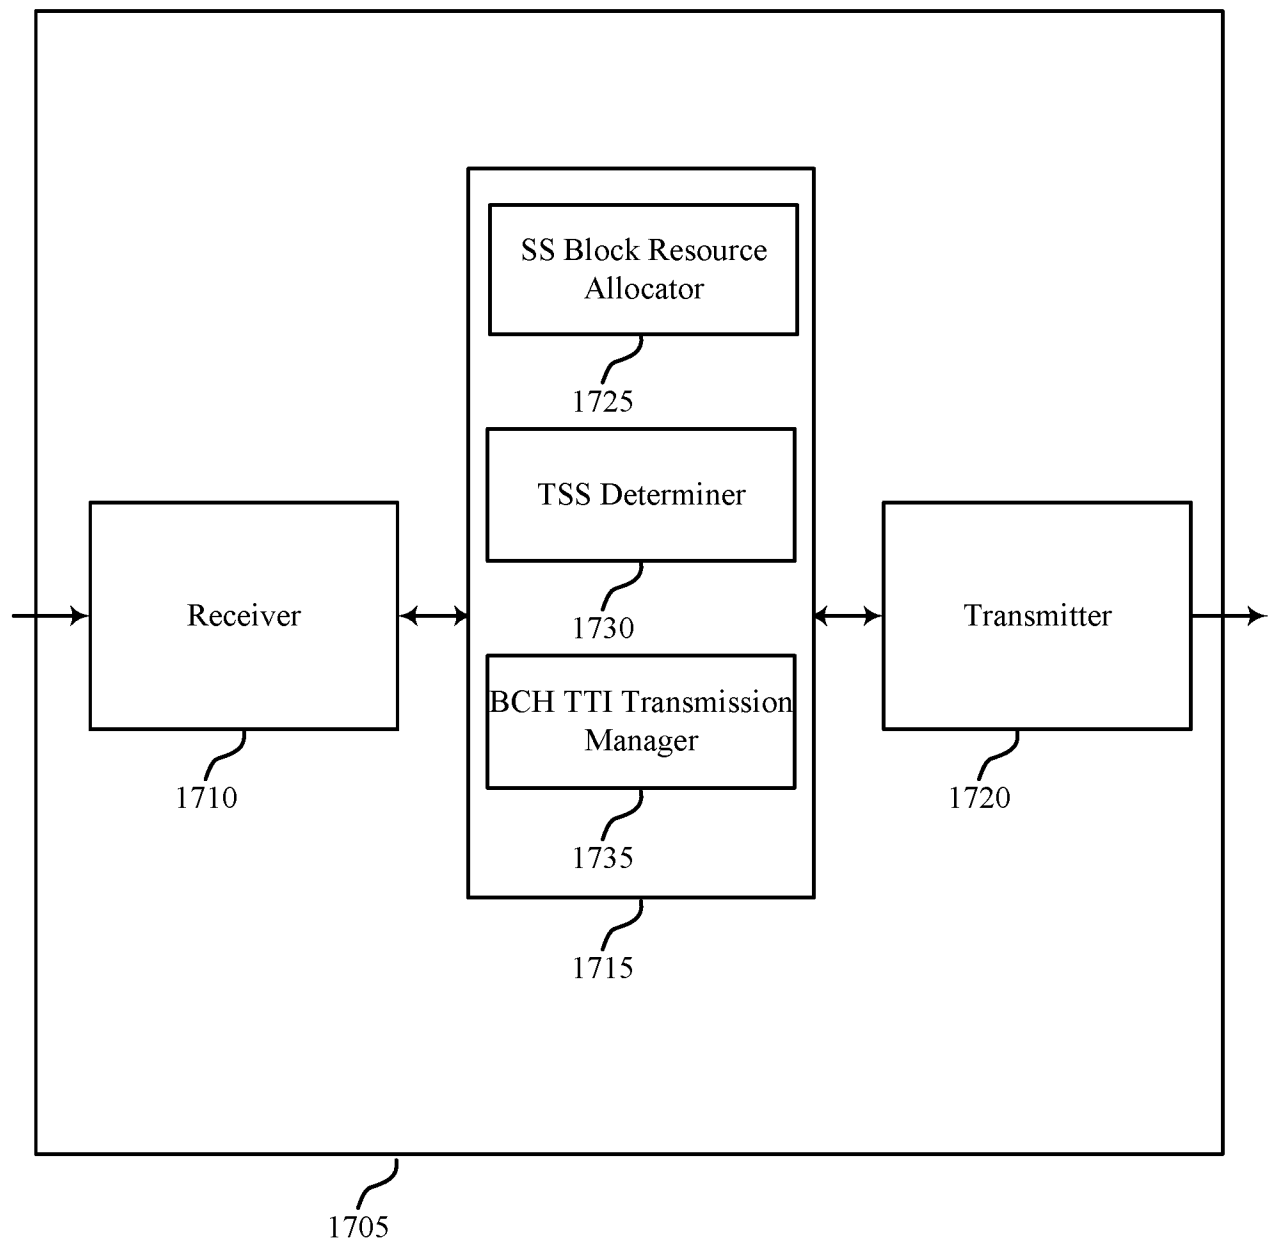 SS Block Resource
Allocator
1725
TSS Determiner
1730
BCH TTI Transmission
Manager
1735
1715
Receiver
1710
Transmitter
1720
1705